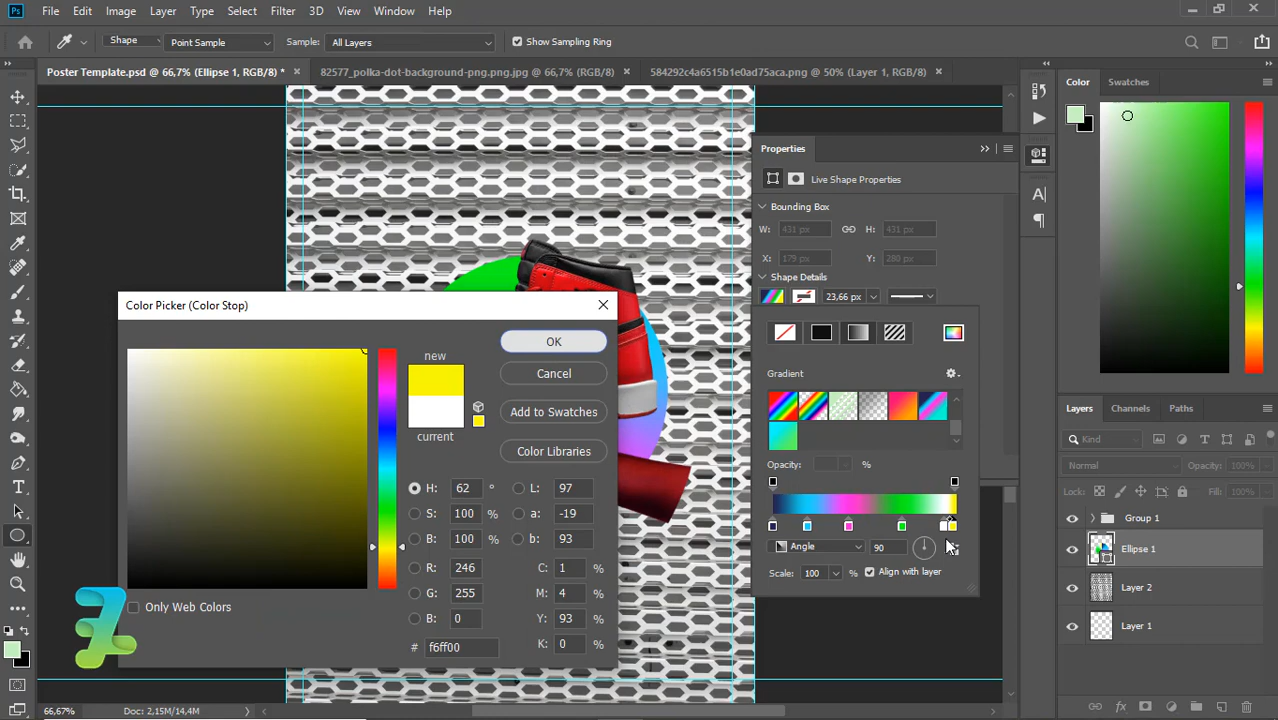 Ps File Edit Image Layer Type Select Filter 3D View Window Help
Shape Point Sample Sample: All Layers Show Sampling Ring
Poster Template.psd @ 66,7% (Ellipse 1, RGB/8) * 82577_polka-dot-background-png.png.jpg @ 66,7% (RGB/8) 584292c4a6515b1e0ad75aca.png @ 50% (Layer 1, RGB/8)
Color Swatches
Properties
Live Shape Properties
Bounding Box
W: 431 px H: 431 px
X: 179 px Y: 280 px
Shape Details
23,66 px
Gradient
Opacity: %
Angle 90
Scale: 100 % Align with layer
Color Picker (Color Stop)
new
current
OK
Cancel
Add to Swatches
Color Libraries
H: 62 ° L: 97
S: 100 % a: -19
B: 100 % b: 93
R: 246 C: 1 %
G: 255 M: 4 %
B: 0 Y: 93 %
# f6ff00 K: 0 %
Only Web Colors
Layers Channels Paths
Kind
Normal Opacity: 100%
Lock: Fill: 100%
Group 1
Ellipse 1
Layer 2
Layer 1
66,67% Doc: 2,15M/14,4M